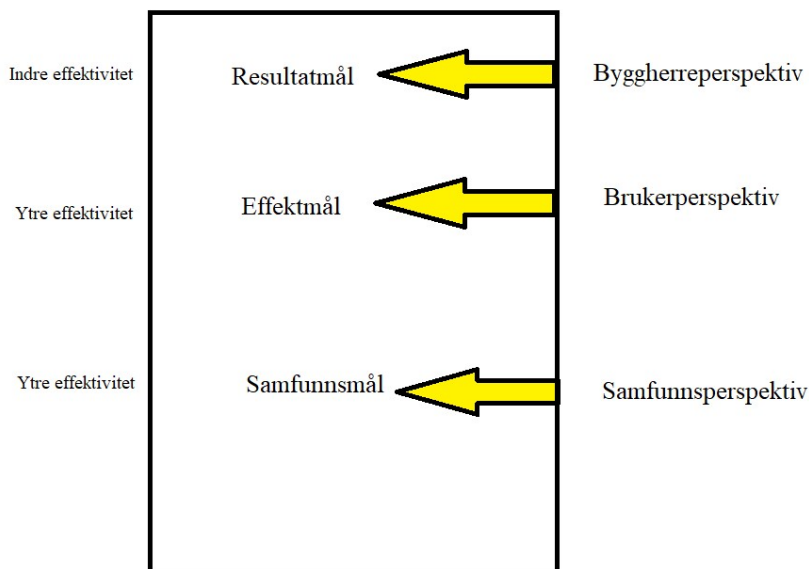 Indre effektivitet Resultatmål Byggherreperspektiv
Ytre effektivitet Effektmål Brukerperspektiv
Ytre effektivitet Samfunnsmål Samfunnsperspektiv